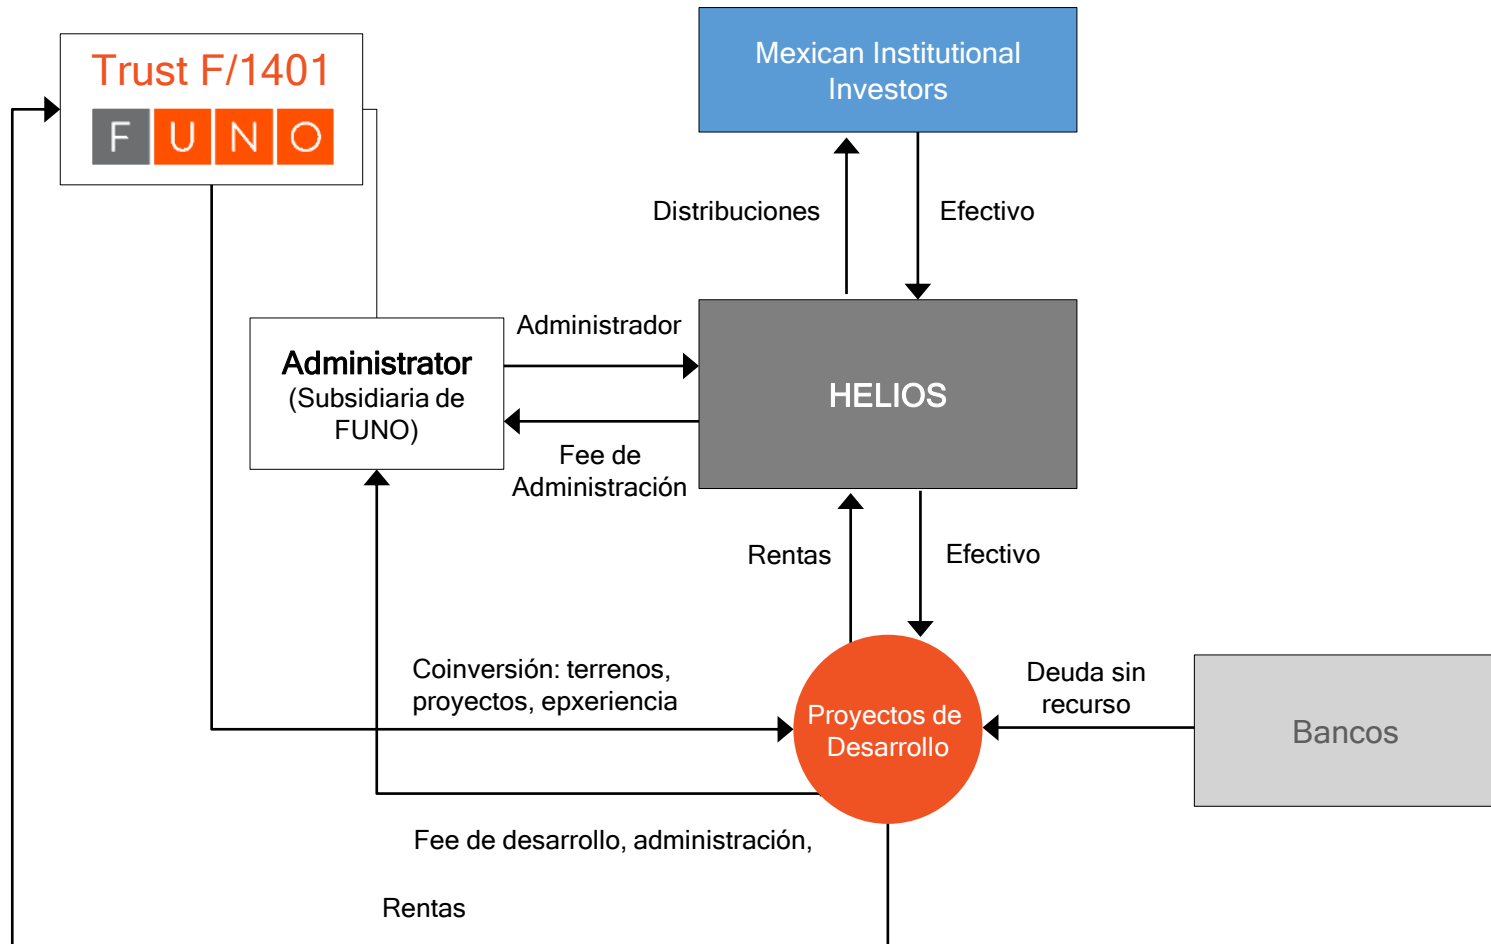 Trust F/1401
FUNO
Mexican Institutional
Investors
Distribuciones
Efectivo
Administrador
Administrator
(Subsidiaria de
FUNO)
HELIOS
Fee de
Administración
Rentas
Efectivo
Coinversión: terrenos,
proyectos, epxeriencia
Proyectos de
Desarrollo
Deuda sin
recurso
Bancos
Fee de desarrollo, administración,
Rentas